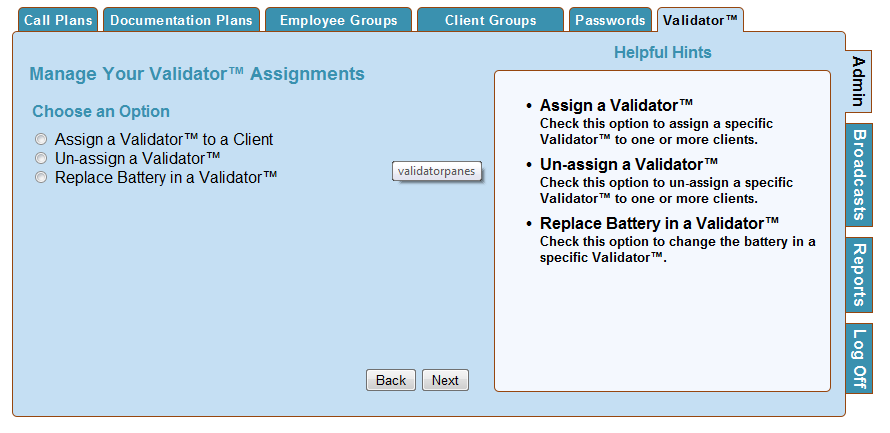 Call Plans
Documentation Plans
Employee Groups
Client Groups
Passwords
Validator™
Manage Your Validator™ Assignments
Choose an Option
Assign a Validator™ to a Client
Un-assign a Validator™
Replace Battery in a Validator™
validatorpanes
Back
Next
Helpful Hints
• Assign a Validator™
Check this option to assign a specific
Validator™ to one or more clients.
• Un-assign a Validator™
Check this option to un-assign a specific
Validator™ to one or more clients.
• Replace Battery in a Validator™
Check this option to change the battery in a
specific Validator™.
Admin
Broadcasts
Reports
Log Off